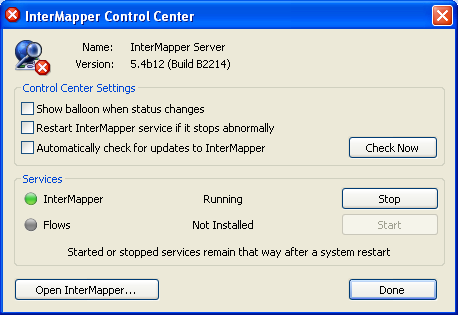 InterMapper Control Center
Name: InterMapper Server
Version: 5.4b12 (Build B2214)
Control Center Settings
Show balloon when status changes
Restart InterMapper service if it stops abnormally
Automatically check for updates to InterMapper Check Now
Services
InterMapper Running Stop
Flows Not Installed Start
Started or stopped services remain that way after a system restart
Open InterMapper... Done